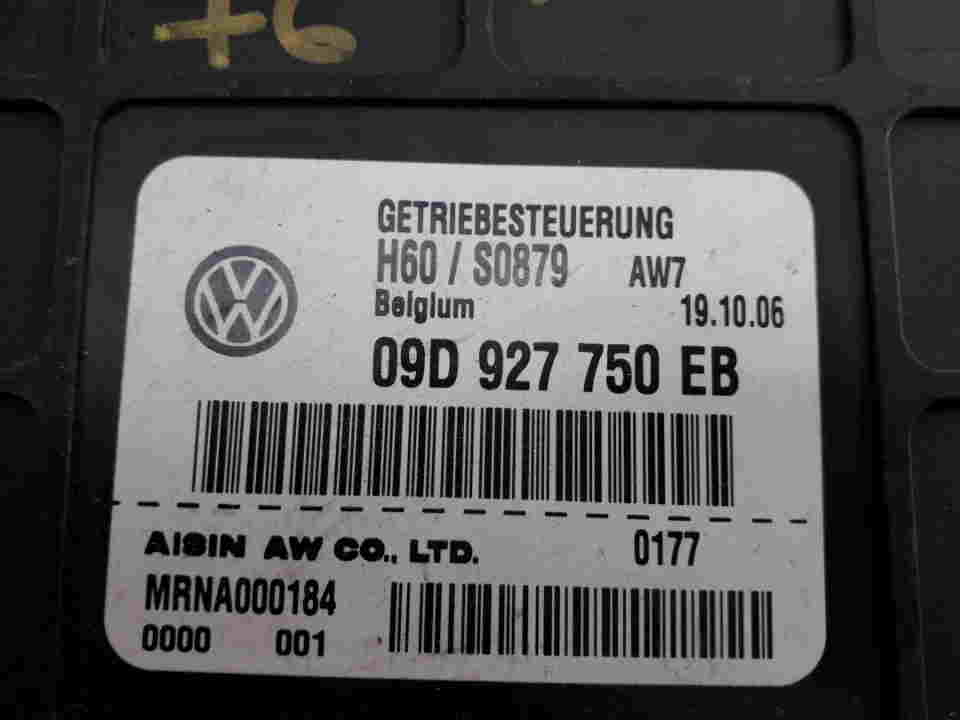 76
GETRIEBESTEUERUNG
H60 / S0879 AW7
Belgium 19.10.06
09D 927 750 EB
AISIN AW CO., LTD. 0177
MRNA000184
0000 001